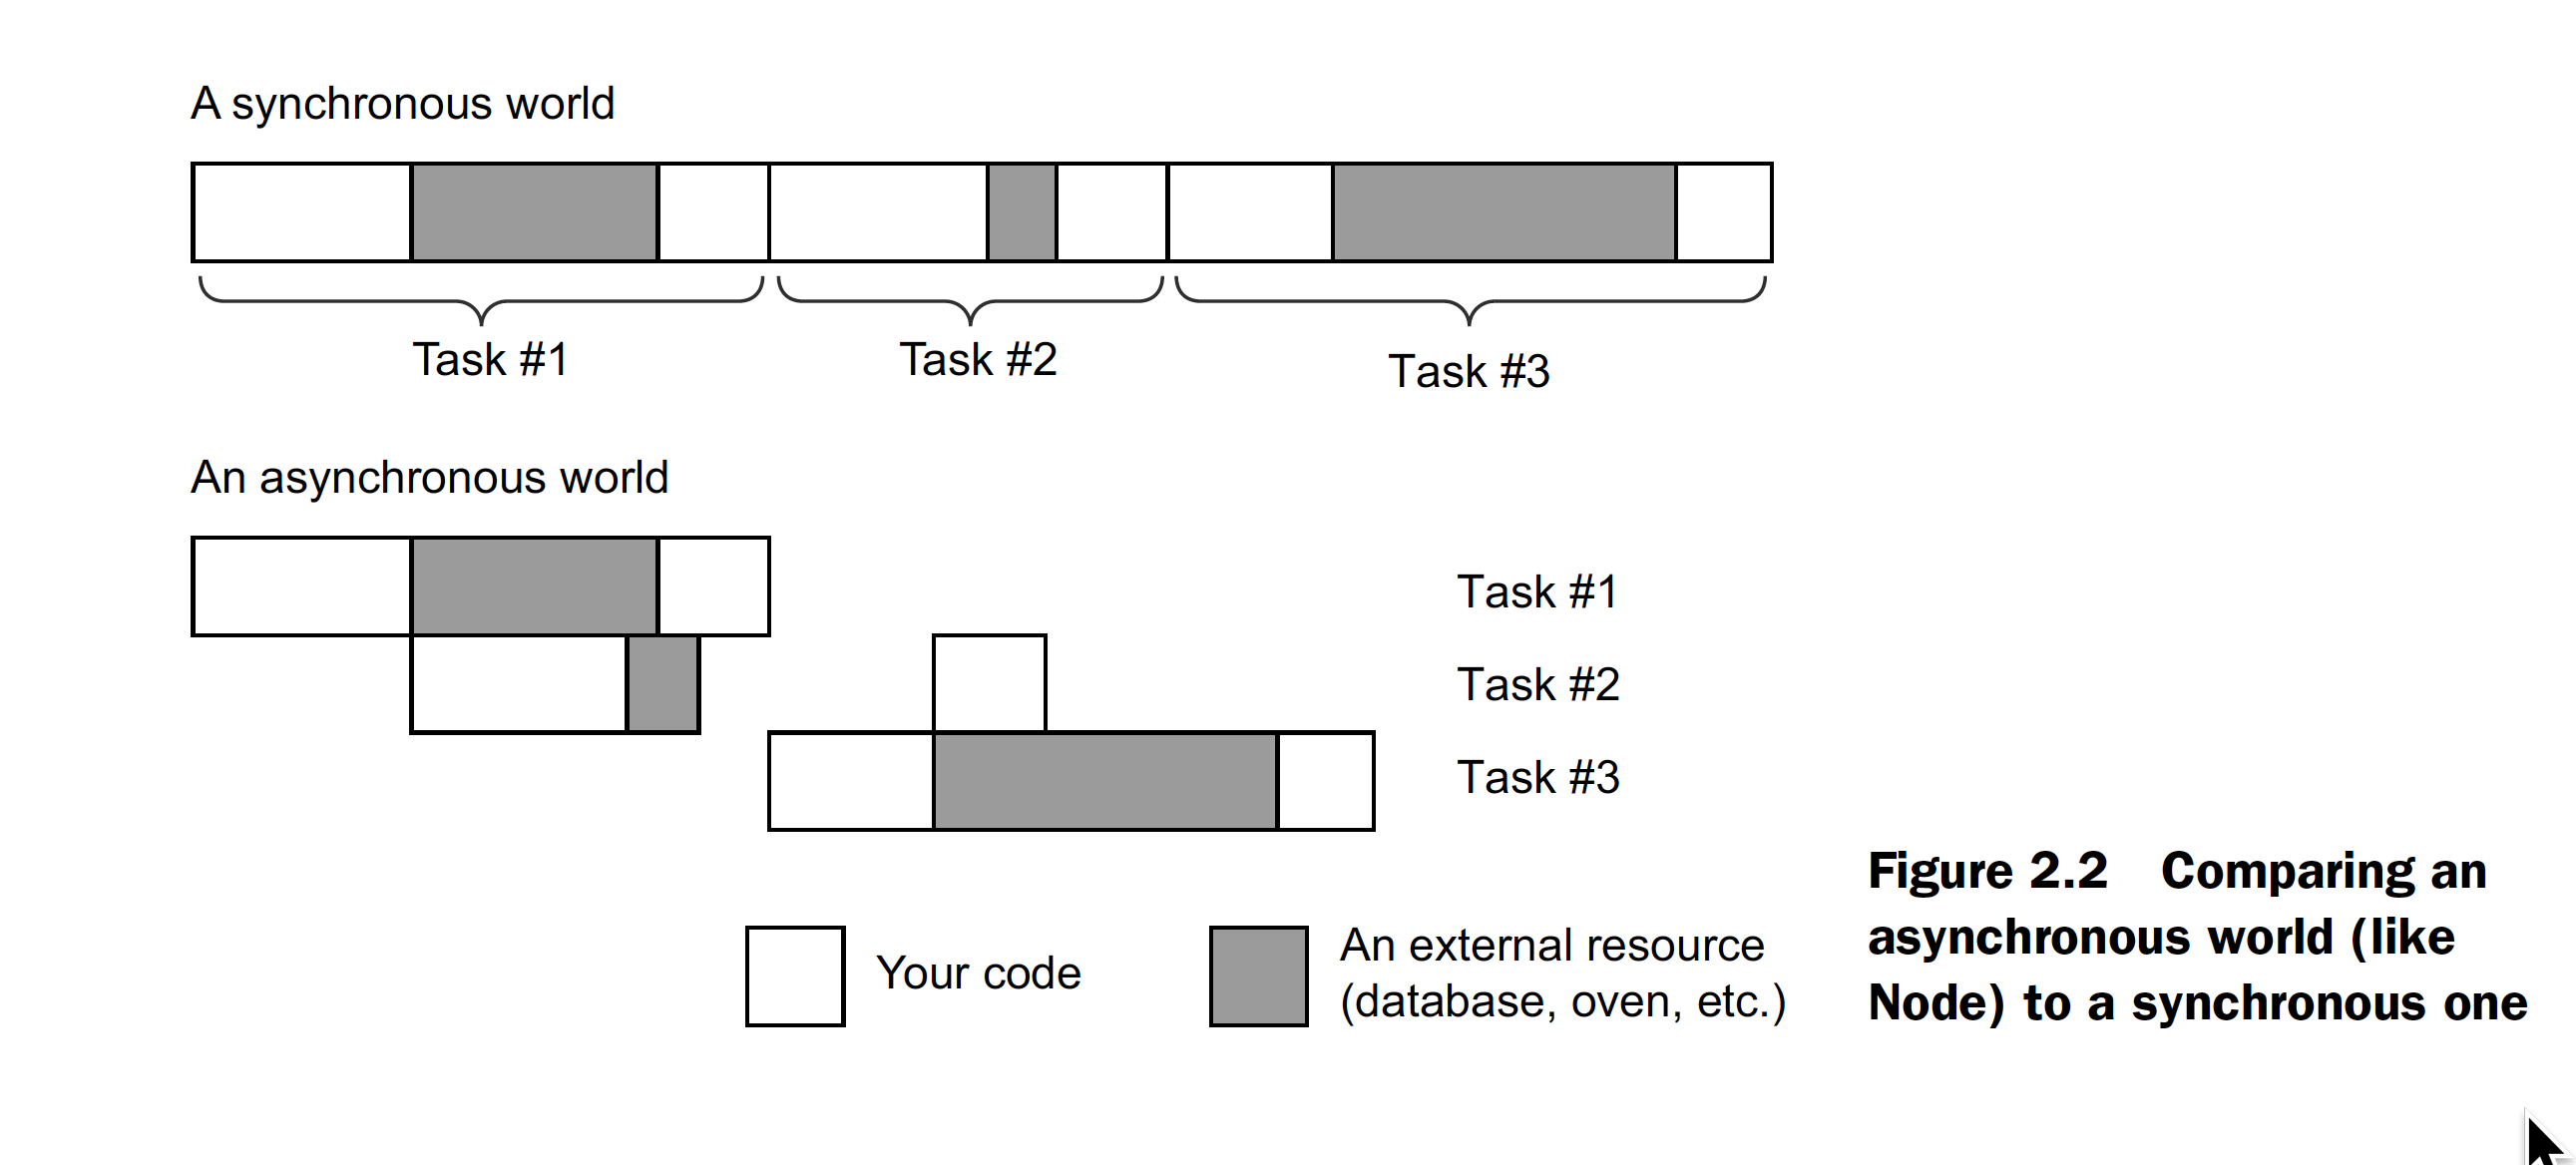 A synchronous world
Task #1
Task #2
Task #3
An asynchronous world
Task #1
Task #2
Task #3
Your code
An external resource
(database, oven, etc.)
Figure 2.2 Comparing an
asynchronous world (like
Node) to a synchronous one